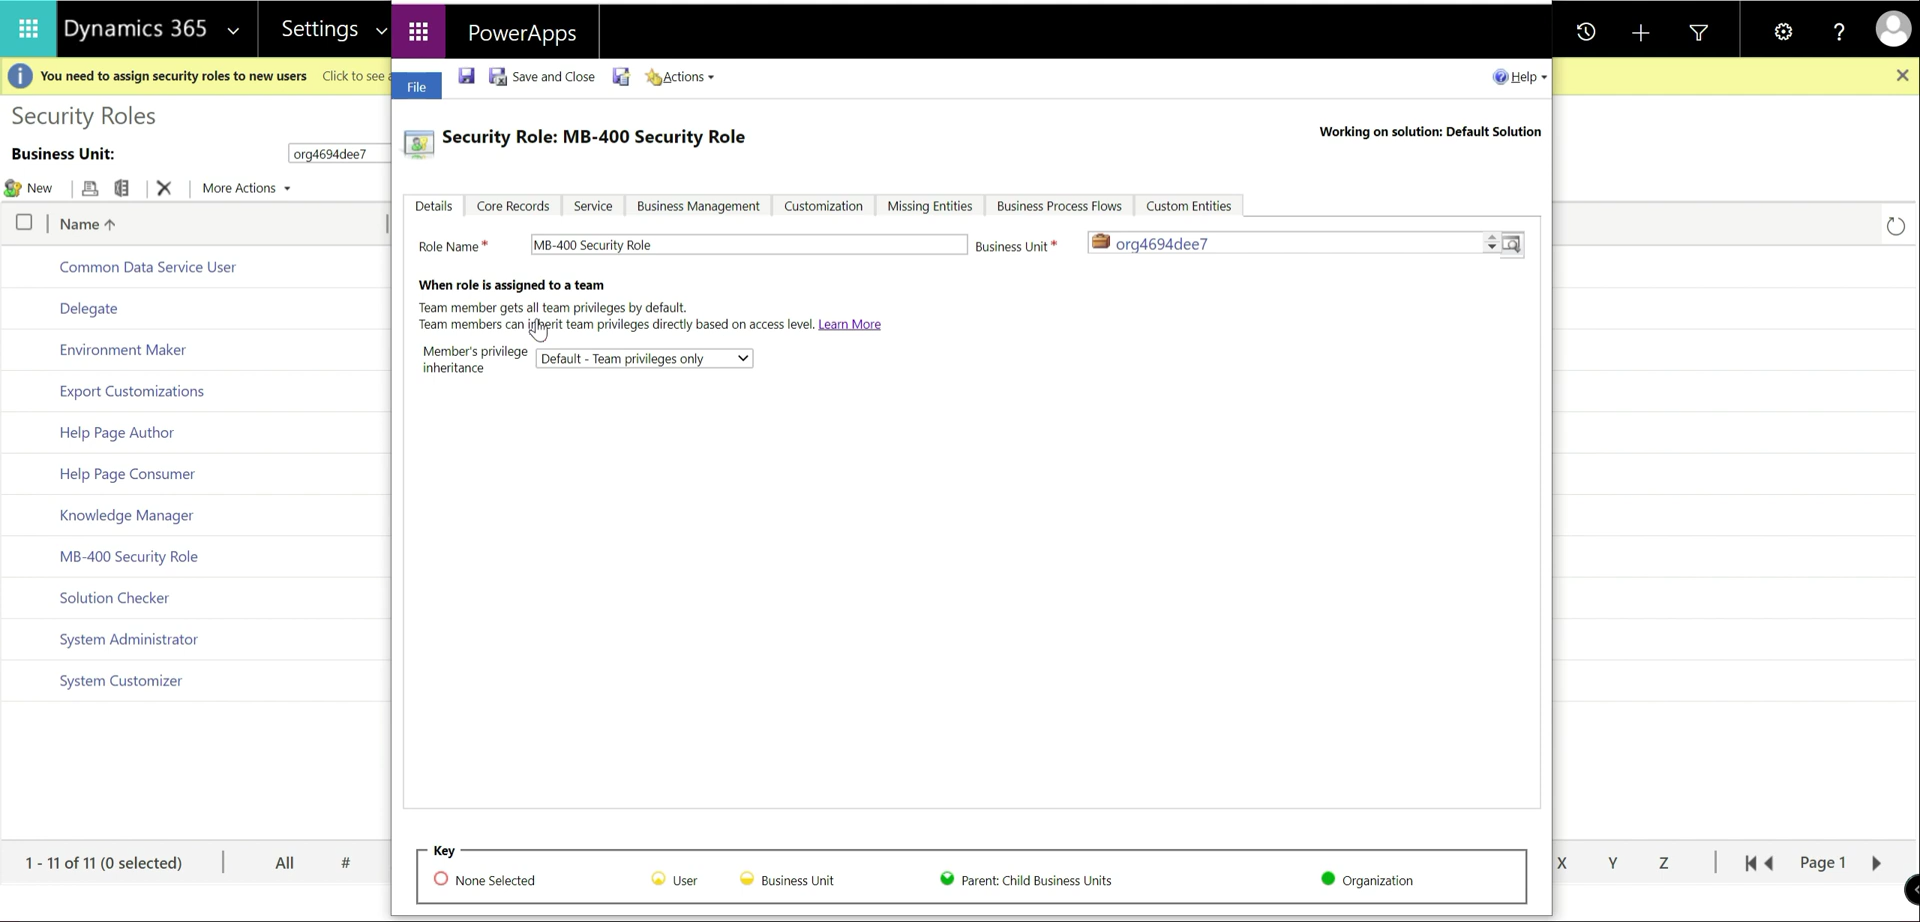 Dynamics 365
Settings
PowerApps
?
You need to assign security roles to new users Click to see a
File
Save and Close
Actions
Help
Security Roles
Security Role: MB-400 Security Role
Working on solution: Default Solution
Business Unit:
org4694dee7
New
More Actions
Details
Core Records
Service
Business Management
Customization
Missing Entities
Business Process Flows
Custom Entities
Name
Role Name *
MB-400 Security Role
Business Unit *
org4694dee7
Common Data Service User
Delegate
Environment Maker
Export Customizations
Help Page Author
Help Page Consumer
Knowledge Manager
MB-400 Security Role
Solution Checker
System Administrator
System Customizer
When role is assigned to a team
Team member gets all team privileges by default.
Team members can inherit team privileges directly based on access level. Learn More
Member's privilege
inheritance
Default - Team privileges only
1 - 11 of 11 (0 selected)
All
#
X
Y
Z
Page 1
Key
None Selected
User
Business Unit
Parent: Child Business Units
Organization